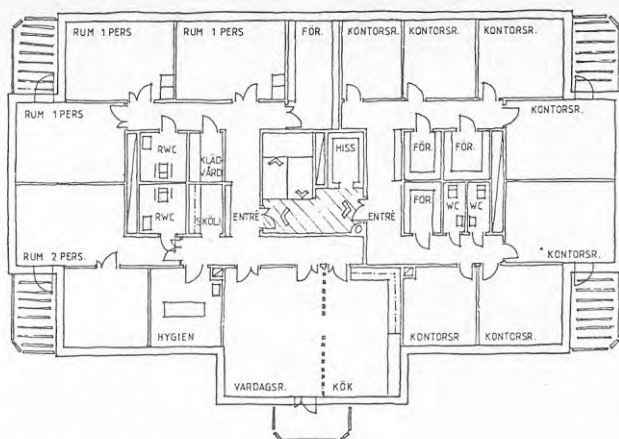 RUM 1 PERS
RUM 1 PERS
FÖR.
KONTORSR.
KONTORSR.
KONTORSR.
RUM 1 PERS
RWC
KLÄD-
VÅRD
HISS
FÖR.
FÖR.
KONTORSR.
RWC
SKÖLJ
ENTRÉ
ENTRÉ
FÖR
WC
WC
RUM 2 PERS.
KONTORSR.
HYGIEN
VARDAGSR.
KÖK
KONTORSR
KONTORSR.